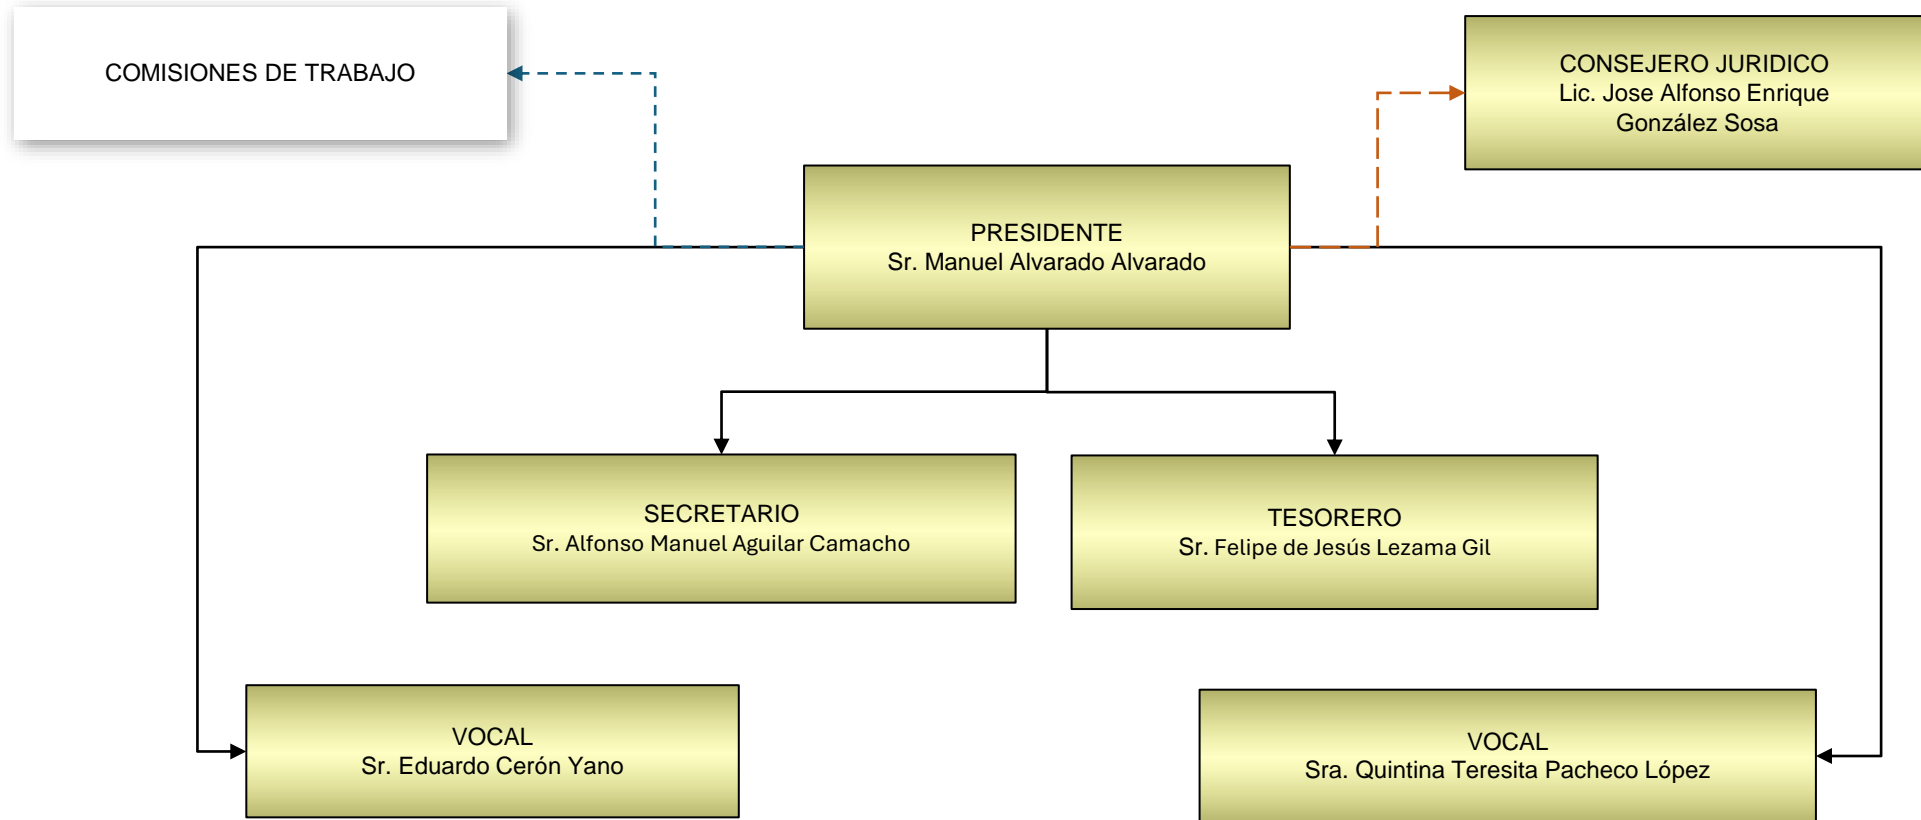 COMISIONES DE TRABAJO
CONSEJERO JURIDICO
Lic. Jose Alfonso Enrique
González Sosa
PRESIDENTE
Sr. Manuel Alvarado Alvarado
SECRETARIO
Sr. Alfonso Manuel Aguilar Camacho
TESORERO
Sr. Felipe de Jesús Lezama Gil
VOCAL
Sr. Eduardo Cerón Yano
VOCAL
Sra. Quintina Teresita Pacheco López